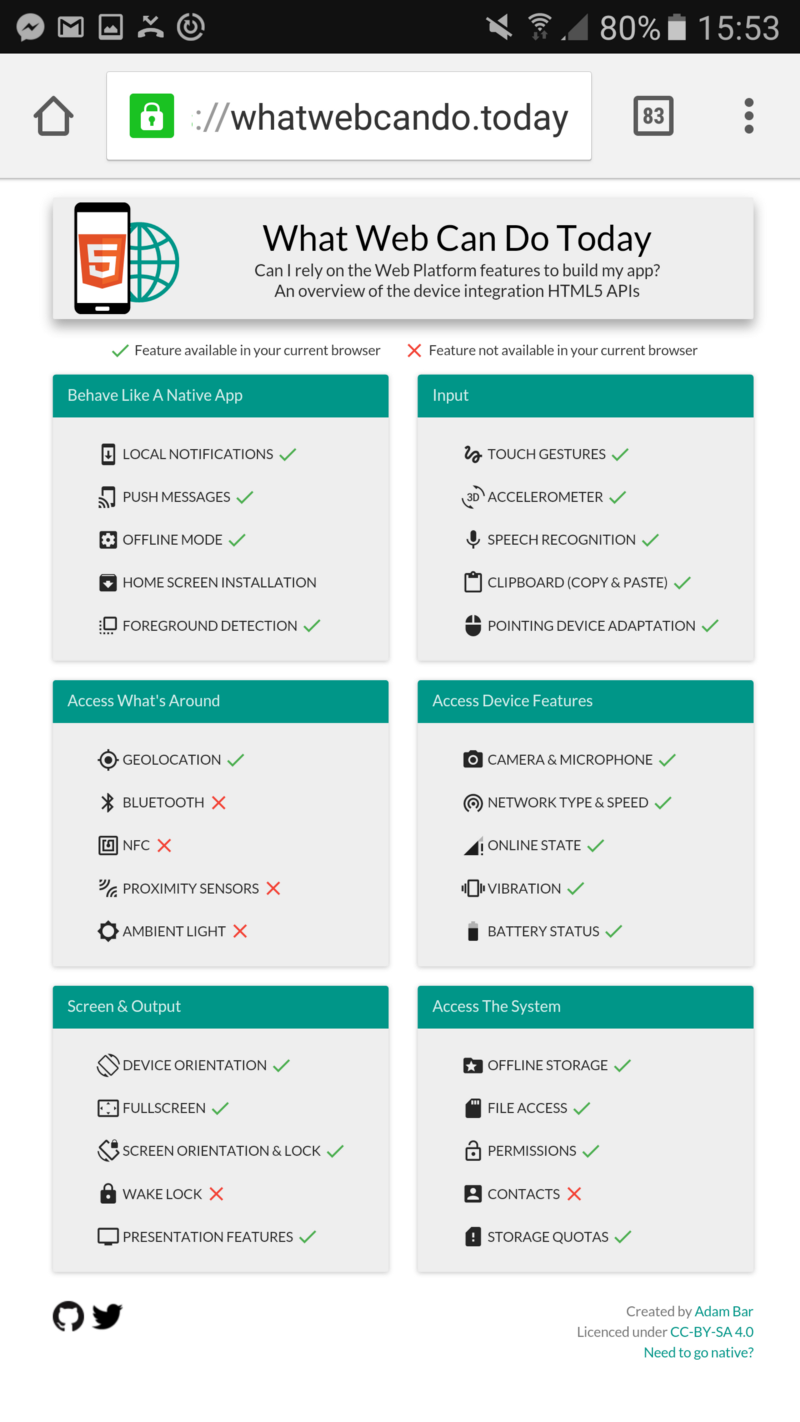 80% 15:53
://whatwebcando.today
83
5
What Web Can Do Today
Can I rely on the Web Platform features to build my app?
An overview of the device integration HTML5 APIs
Feature available in your current browser
Feature not available in your current browser
Behave Like A Native App
LOCAL NOTIFICATIONS
PUSH MESSAGES
OFFLINE MODE
HOME SCREEN INSTALLATION
FOREGROUND DETECTION
Input
TOUCH GESTURES
3D ACCELEROMETER
SPEECH RECOGNITION
CLIPBOARD (COPY & PASTE)
POINTING DEVICE ADAPTATION
Access What's Around
GEOLOCATION
BLUETOOTH
NFC
PROXIMITY SENSORS
AMBIENT LIGHT
Access Device Features
CAMERA & MICROPHONE
NETWORK TYPE & SPEED
ONLINE STATE
VIBRATION
BATTERY STATUS
Screen & Output
DEVICE ORIENTATION
FULLSCREEN
SCREEN ORIENTATION & LOCK
WAKE LOCK
PRESENTATION FEATURES
Access The System
OFFLINE STORAGE
FILE ACCESS
PERMISSIONS
CONTACTS
STORAGE QUOTAS
Created by Adam Bar
Licenced under CC-BY-SA 4.0
Need to go native?